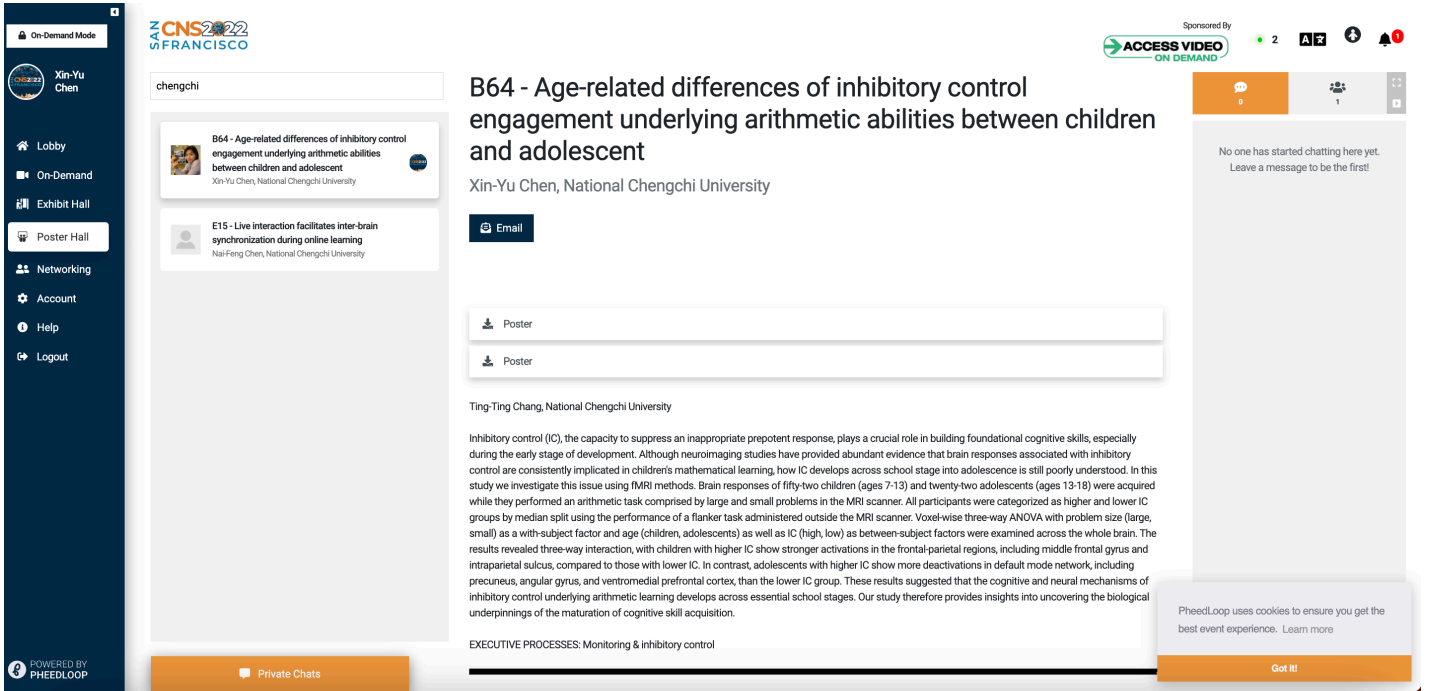 On-Demand Mode
Xin-Yu
Chen
Lobby
On-Demand
Exhibit Hall
Poster Hall
Networking
Account
Help
Logout
POWERED BY
PHEEDLOOP
SAN
CNS2022
FRANCISCO
Sponsored By
ACCESS VIDEO
ON DEMAND
2
1
chengchi
B64 - Age-related differences of inhibitory control
engagement underlying arithmetic abilities
between children and adolescent
Xin-Yu Chen, National Chengchi University
E15 - Live interaction facilitates inter-brain
synchronization during online learning
Nai-Feng Chen, National Chengchi University
Private Chats
B64 - Age-related differences of inhibitory control
engagement underlying arithmetic abilities between children
and adolescent
Xin-Yu Chen, National Chengchi University
Email
Poster
Poster
Ting-Ting Chang, National Chengchi University
Inhibitory control (IC), the capacity to suppress an inappropriate prepotent response, plays a crucial role in building foundational cognitive skills, especially
during the early stage of development. Although neuroimaging studies have provided abundant evidence that brain responses associated with inhibitory
control are consistently implicated in children's mathematical learning, how IC develops across school stage into adolescence is still poorly understood. In this
study we investigate this issue using fMRI methods. Brain responses of fifty-two children (ages 7-13) and twenty-two adolescents (ages 13-18) were acquired
while they performed an arithmetic task comprised by large and small problems in the MRI scanner. All participants were categorized as higher and lower IC
groups by median split using the performance of a flanker task administered outside the MRI scanner. Voxel-wise three-way ANOVA with problem size (large,
small) as a with-subject factor and age (children, adolescents) as well as IC (high, low) as between-subject factors were examined across the whole brain. The
results revealed three-way interaction, with children with higher IC show stronger activations in the frontal-parietal regions, including middle frontal gyrus and
intraparietal sulcus, compared to those with lower IC. In contrast, adolescents with higher IC show more deactivations in default mode network, including
precuneus, angular gyrus, and ventromedial prefrontal cortex, than the lower IC group. These results suggested that the cognitive and neural mechanisms of
inhibitory control underlying arithmetic learning develops across essential school stages. Our study therefore provides insights into uncovering the biological
underpinnings of the maturation of cognitive skill acquisition.
EXECUTIVE PROCESSES: Monitoring & inhibitory control
0
1
No one has started chatting here yet.
Leave a message to be the first!
PheedLoop uses cookies to ensure you get the
best event experience. Learn more
Got It!